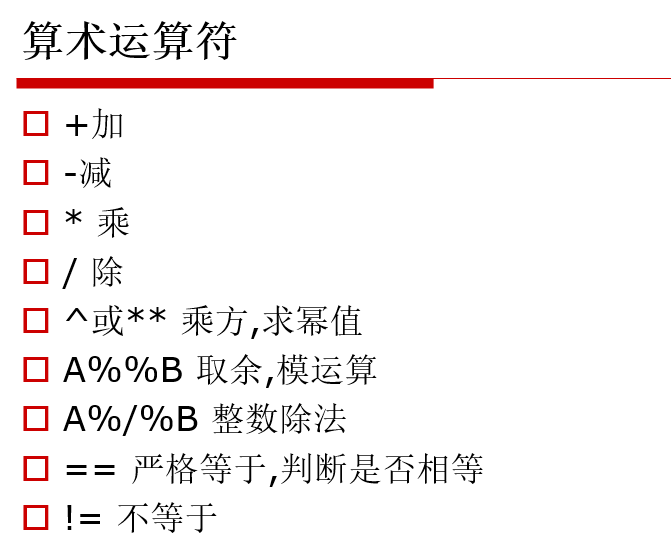 算术运算符
+加
-减
* 乘
/ 除
^或** 乘方,求幂值
A%%B 取余,模运算
A%/%B 整数除法
== 严格等于,判断是否相等
!= 不等于